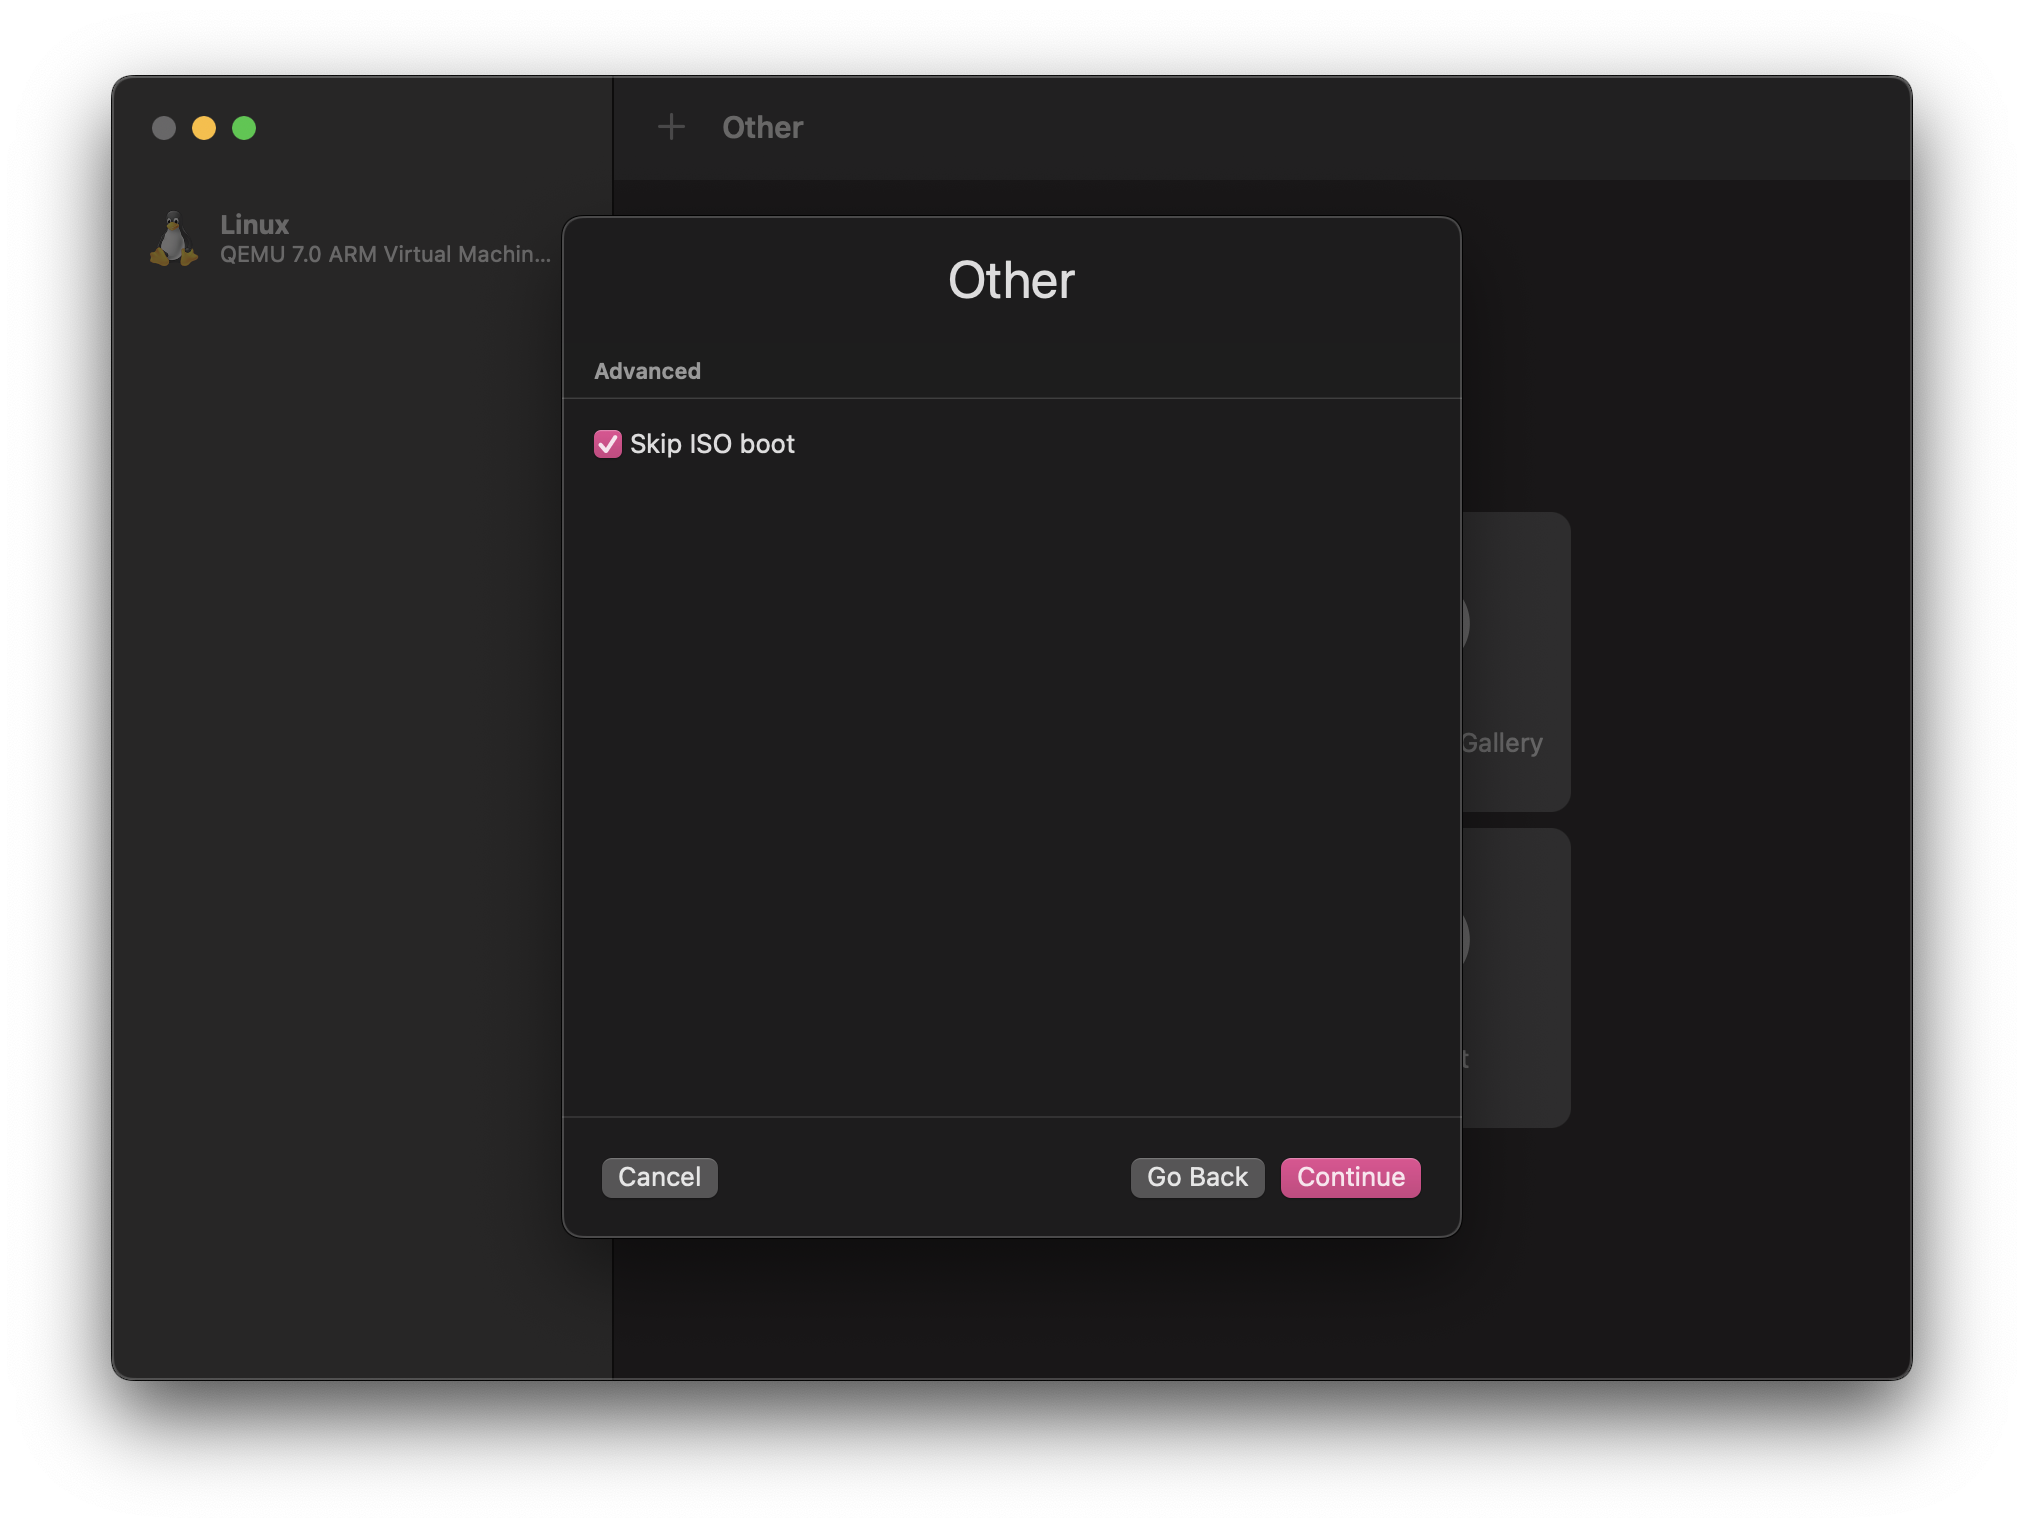 Other
Linux
QEMU 7.0 ARM Virtual Machin...
Other
Advanced
Skip ISO boot
Gallery
t
Cancel
Go Back
Continue